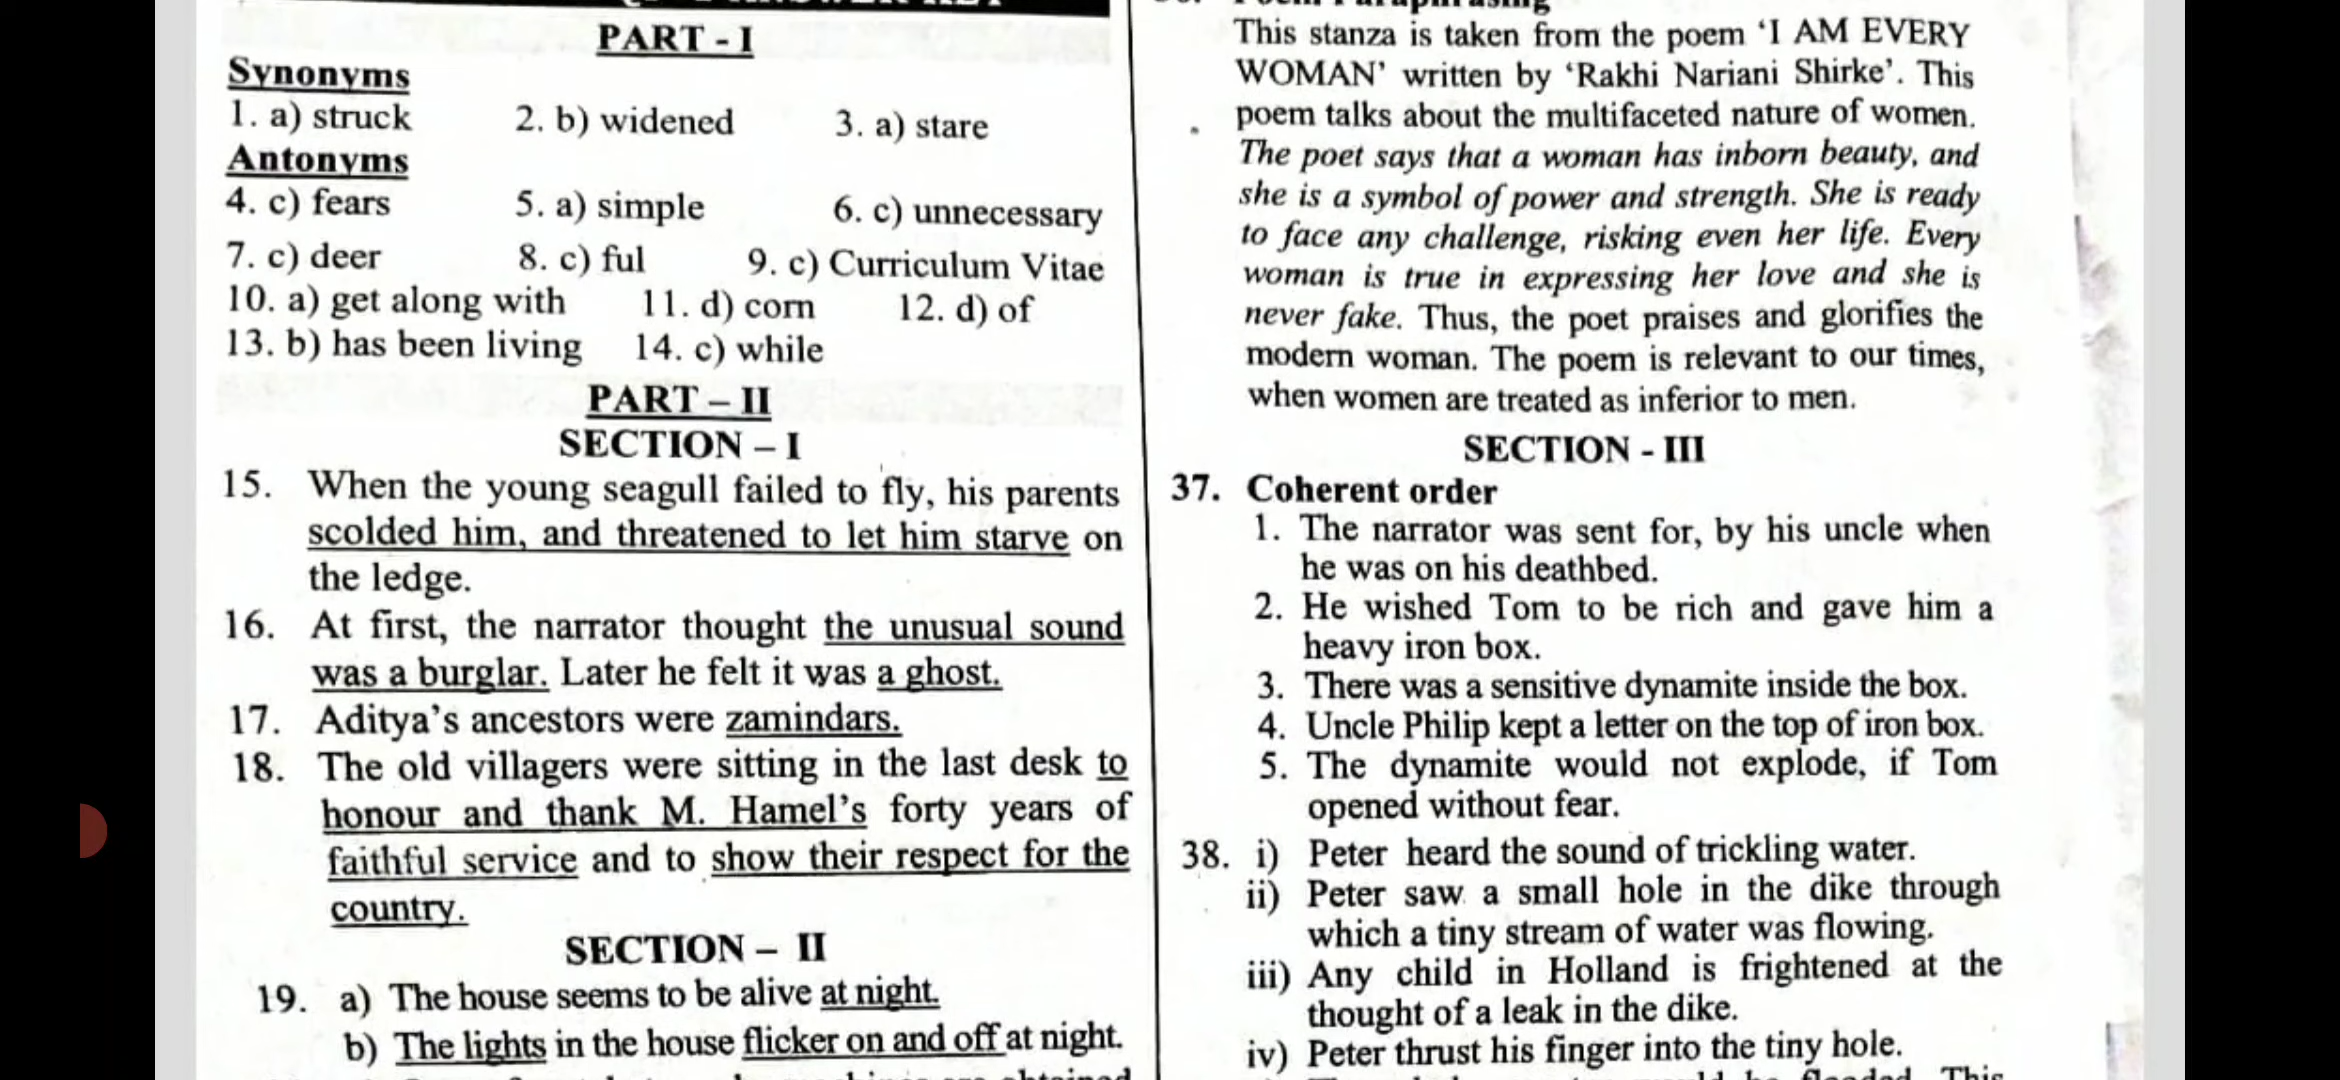 PART - I
Synonyms
1. a) struck 2. b) widened 3. a) stare
Antonyms
4. c) fears 5. a) simple 6. c) unnecessary
7. c) deer 8. c) ful 9. c) Curriculum Vitae
10. a) get along with 11. d) corn 12. d) of
13. b) has been living 14. c) while
PART – II
SECTION – I
15. When the young seagull failed to fly, his parents
scolded him, and threatened to let him starve on
the ledge.
16. At first, the narrator thought the unusual sound
was a burglar. Later he felt it was a ghost.
17. Aditya's ancestors were zamindars.
18. The old villagers were sitting in the last desk to
honour and thank M. Hamel's forty years of
faithful service and to show their respect for the
country.
SECTION – II
19. a) The house seems to be alive at night.
b) The lights in the house flicker on and off at night.
Poem Paraphrasing
This stanza is taken from the poem 'I AM EVERY
WOMAN' written by 'Rakhi Nariani Shirke'. This
poem talks about the multifaceted nature of women.
The poet says that a woman has inborn beauty, and
she is a symbol of power and strength. She is ready
to face any challenge, risking even her life. Every
woman is true in expressing her love and she is
never fake. Thus, the poet praises and glorifies the
modern woman. The poem is relevant to our times,
when women are treated as inferior to men.
SECTION - III
37. Coherent order
1. The narrator was sent for, by his uncle when
he was on his deathbed.
2. He wished Tom to be rich and gave him a
heavy iron box.
3. There was a sensitive dynamite inside the box.
4. Uncle Philip kept a letter on the top of iron box.
5. The dynamite would not explode, if Tom
opened without fear.
38. i) Peter heard the sound of trickling water.
ii) Peter saw a small hole in the dike through
which a tiny stream of water was flowing.
iii) Any child in Holland is frightened at the
thought of a leak in the dike.
iv) Peter thrust his finger into the tiny hole.